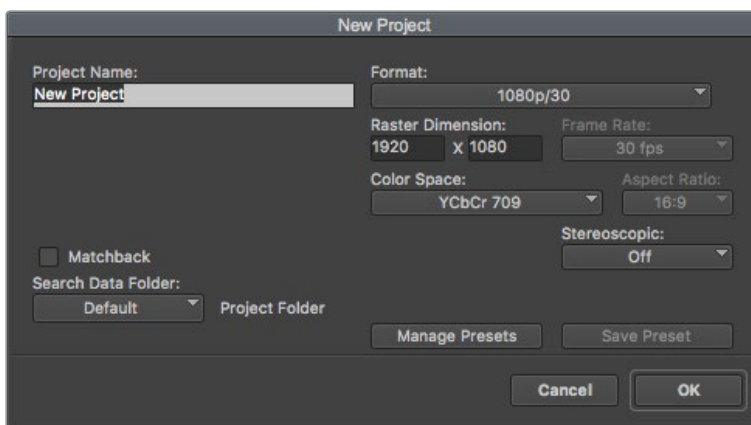 New Project
Project Name:
New Project
Format:
1080p/30
Raster Dimension:
1920 x 1080
Frame Rate:
30 fps
Color Space:
YCbCr 709
Aspect Ratio:
16:9
Stereoscopic:
Off
Matchback
Search Data Folder:
Default
Project Folder
Manage Presets
Save Preset
Cancel
OK